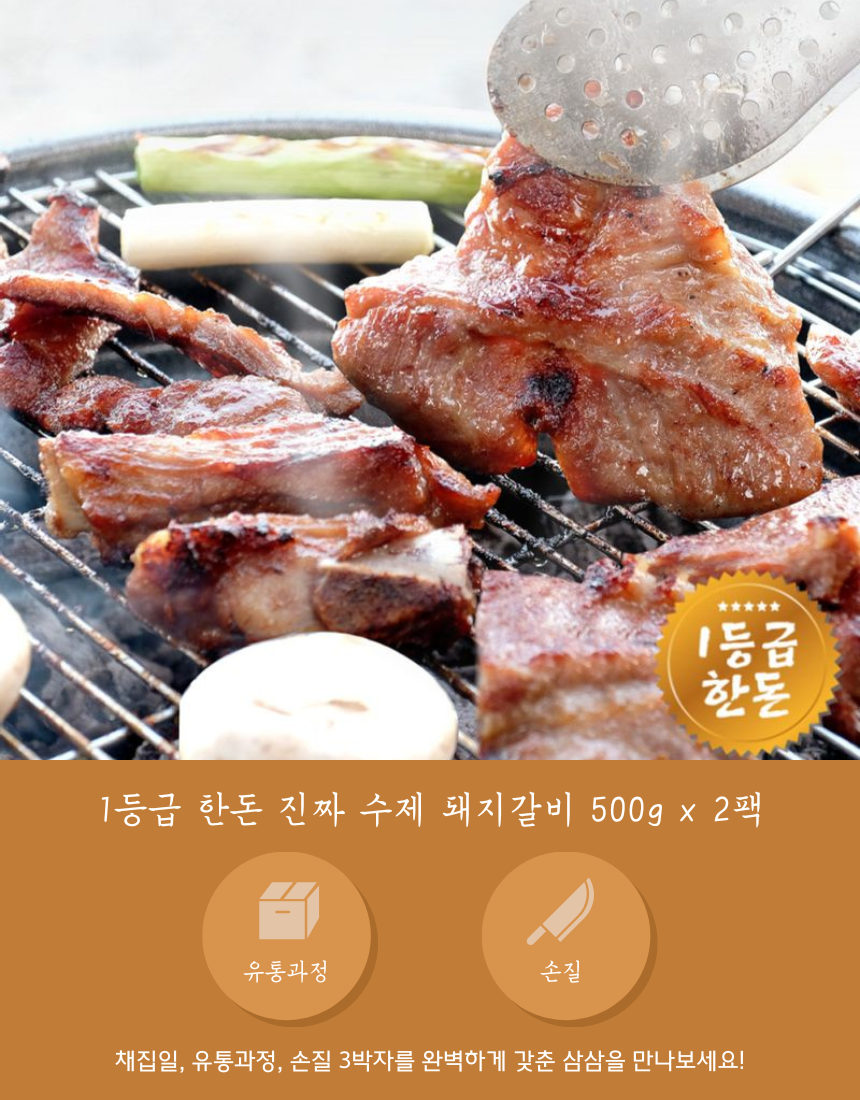 1등급
한돈
1등급 한돈 진짜 수제 돼지갈비 500g x 2팩
유통과정
손질
채집일, 유통과정, 손질 3박자를 완벽하게 갖춘 삼삼을 만나보세요!